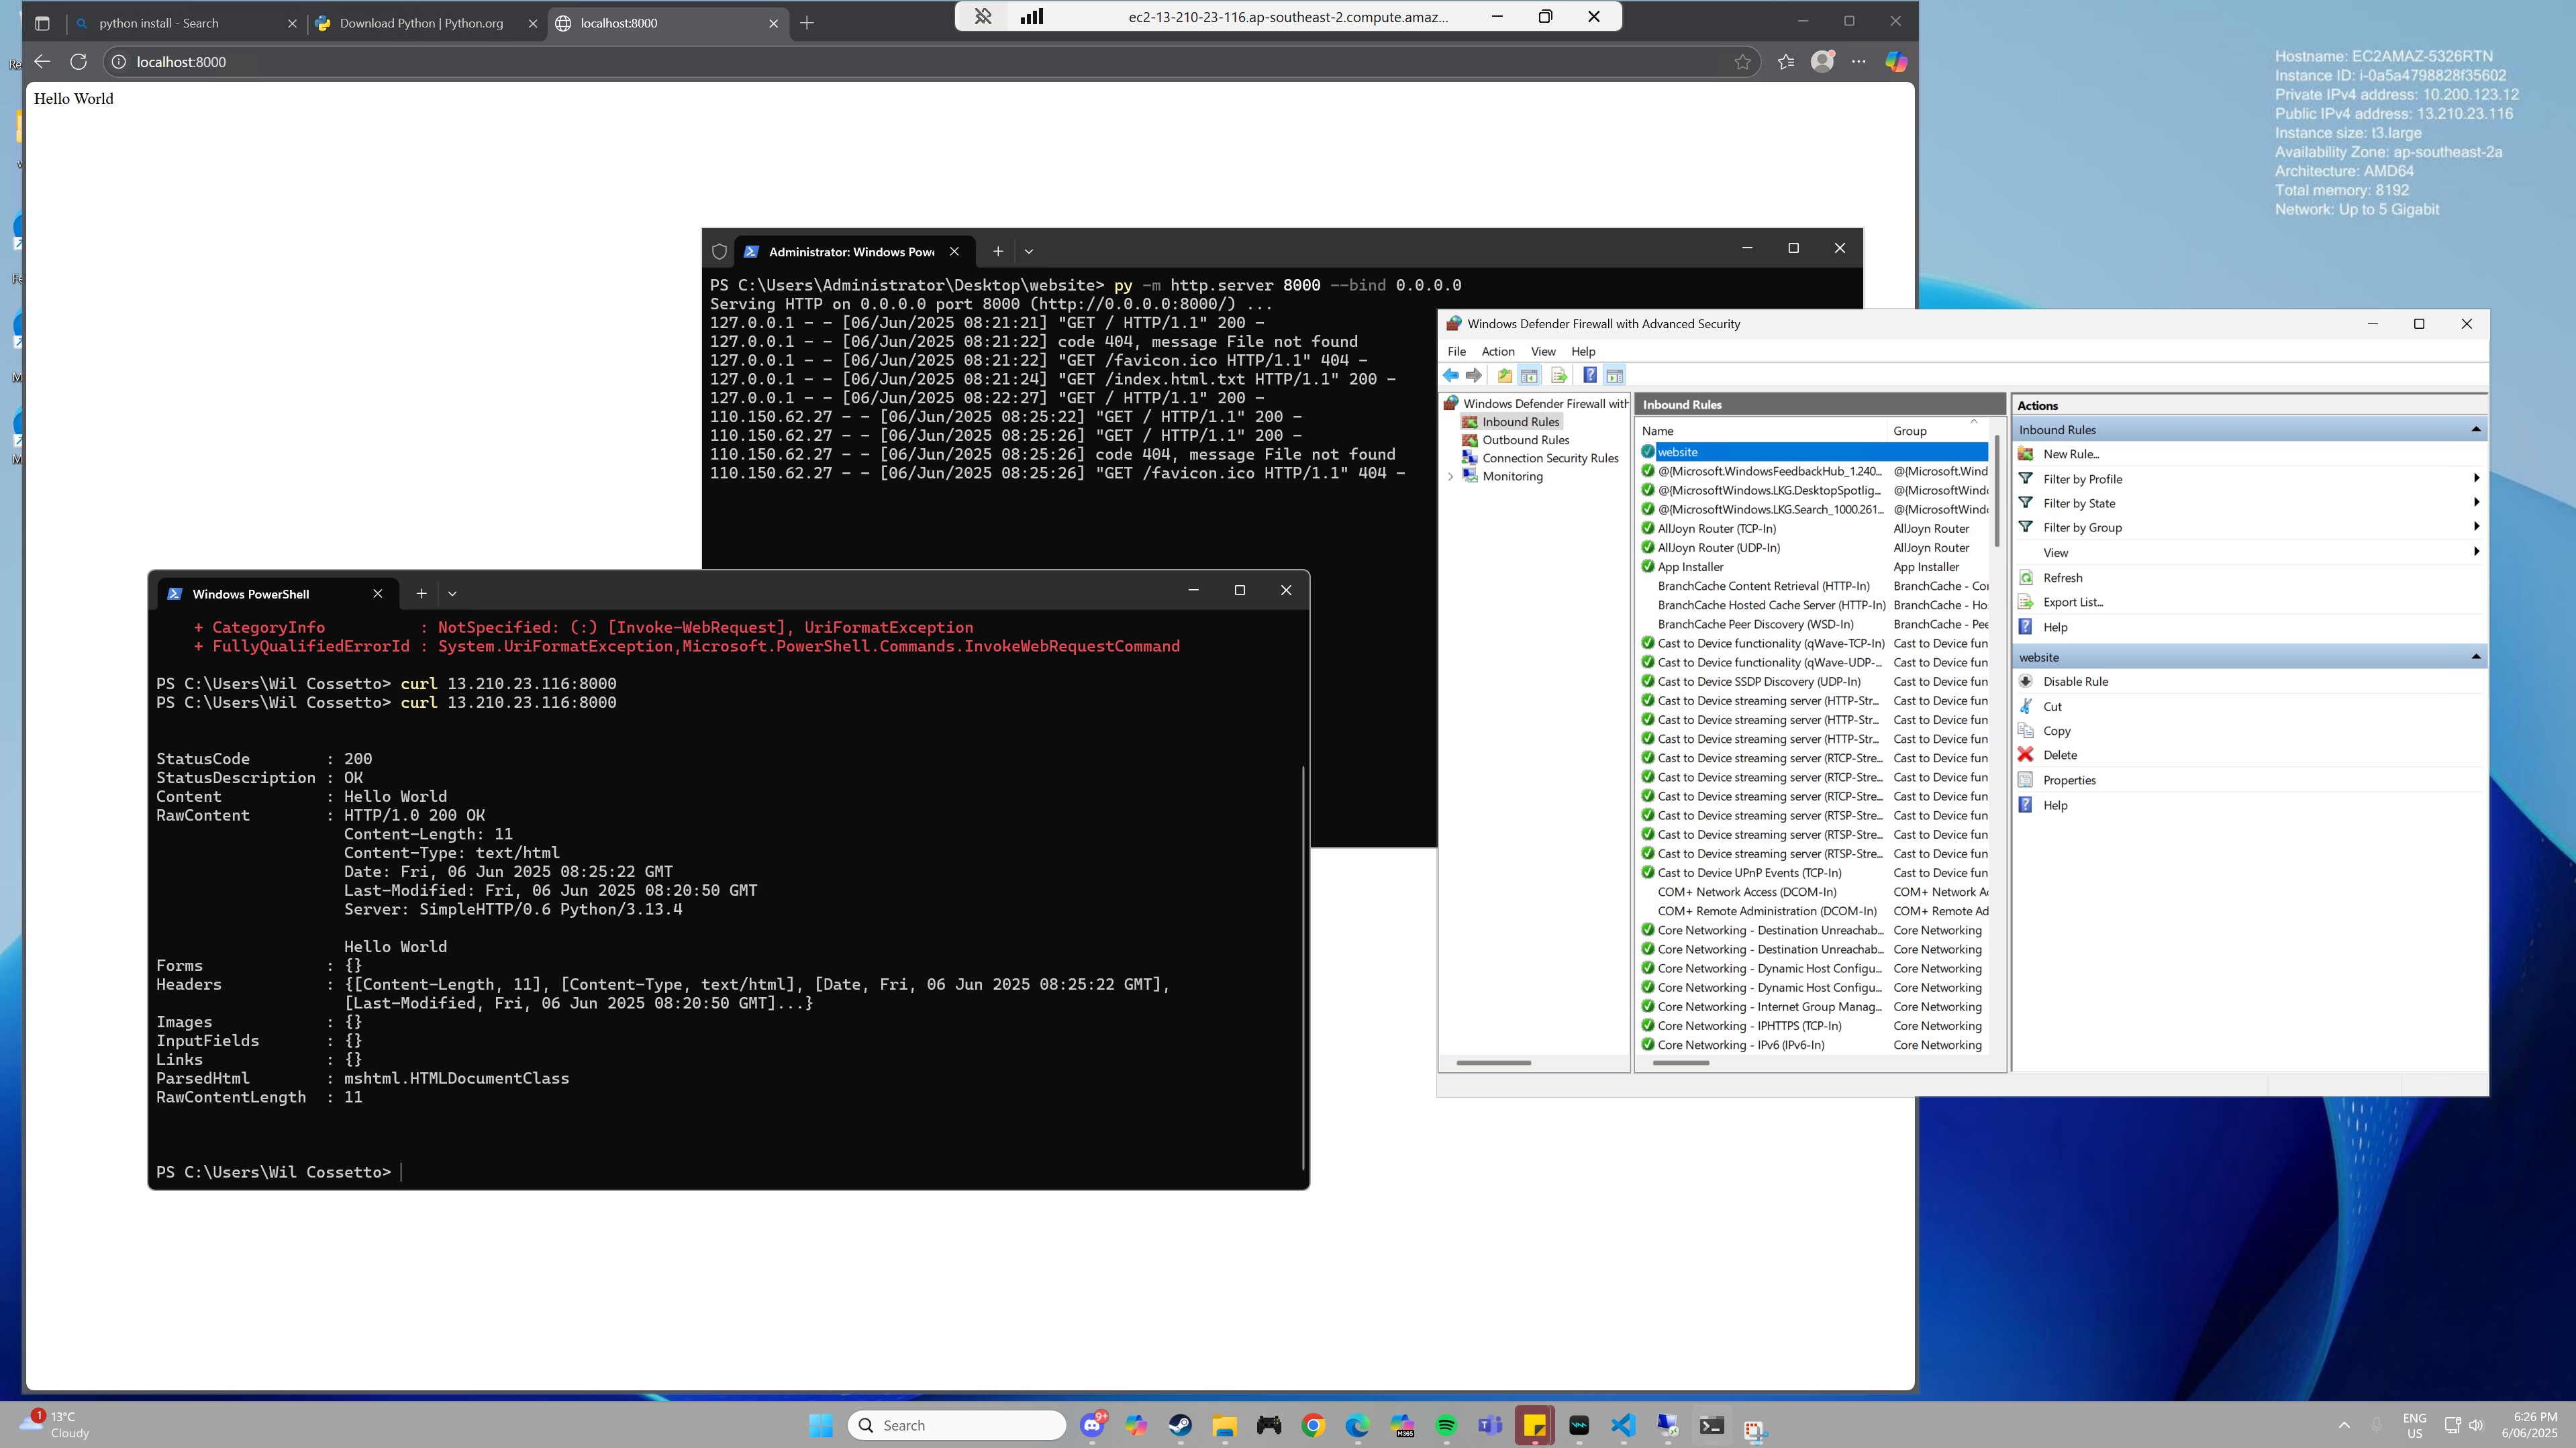 python install - Search
Download Python | Python.org
localhost:8000
ec2-13-210-23-116.ap-southeast-2.compute.amaz...
localhost:8000
Hello World
Hostname: EC2AMAZ-5326RTN
Instance ID: i-0a5a4798828f35602
Private IPv4 address: 10.200.123.12
Public IPv4 address: 13.210.23.116
Instance size: t3.large
Availability Zone: ap-southeast-2a
Architecture: AMD64
Total memory: 8192
Network: Up to 5 Gigabit
Administrator: Windows Pow
PS C:\Users\Administrator\Desktop\website> py -m http.server 8000 --bind 0.0.0.0
Serving HTTP on 0.0.0.0 port 8000 (http://0.0.0.0:8000/) ...
127.0.0.1 - - [06/Jun/2025 08:21:21] "GET / HTTP/1.1" 200 -
127.0.0.1 - - [06/Jun/2025 08:21:22] code 404, message File not found
127.0.0.1 - - [06/Jun/2025 08:21:22] "GET /favicon.ico HTTP/1.1" 404 -
127.0.0.1 - - [06/Jun/2025 08:21:24] "GET /index.html.txt HTTP/1.1" 200 -
127.0.0.1 - - [06/Jun/2025 08:22:27] "GET / HTTP/1.1" 200 -
110.150.62.27 - - [06/Jun/2025 08:25:22] "GET / HTTP/1.1" 200 -
110.150.62.27 - - [06/Jun/2025 08:25:26] "GET / HTTP/1.1" 200 -
110.150.62.27 - - [06/Jun/2025 08:25:26] code 404, message File not found
110.150.62.27 - - [06/Jun/2025 08:25:26] "GET /favicon.ico HTTP/1.1" 404 -
Windows PowerShell
+ CategoryInfo : NotSpecified: (:) [Invoke-WebRequest], UriFormatException
+ FullyQualifiedErrorId : System.UriFormatException,Microsoft.PowerShell.Commands.InvokeWebRequestCommand
PS C:\Users\Wil Cossetto> curl 13.210.23.116:8000
PS C:\Users\Wil Cossetto> curl 13.210.23.116:8000
StatusCode : 200
StatusDescription : OK
Content : Hello World
RawContent : HTTP/1.0 200 OK
Content-Length: 11
Content-Type: text/html
Date: Fri, 06 Jun 2025 08:25:22 GMT
Last-Modified: Fri, 06 Jun 2025 08:20:50 GMT
Server: SimpleHTTP/0.6 Python/3.13.4
Hello World
Forms : {}
Headers : {[Content-Length, 11], [Content-Type, text/html], [Date, Fri, 06 Jun 2025 08:25:22 GMT],
[Last-Modified, Fri, 06 Jun 2025 08:20:50 GMT]...}
Images : {}
InputFields : {}
Links : {}
ParsedHtml : mshtml.HTMLDocumentClass
RawContentLength : 11
PS C:\Users\Wil Cossetto>
Windows Defender Firewall with Advanced Security
File Action View Help
Windows Defender Firewall with
Inbound Rules
Outbound Rules
Connection Security Rules
Monitoring
Inbound Rules
Name Group
website
@{Microsoft.WindowsFeedbackHub_1.240... @{Microsoft.Wind
@{MicrosoftWindows.LKG.DesktopSpotlig... @{MicrosoftWind
@{MicrosoftWindows.LKG.Search_1000.261... @{MicrosoftWind
AllJoyn Router (TCP-In) AllJoyn Router
AllJoyn Router (UDP-In) AllJoyn Router
App Installer App Installer
BranchCache Content Retrieval (HTTP-In) BranchCache - Co
BranchCache Hosted Cache Server (HTTP-In) BranchCache - Ho
BranchCache Peer Discovery (WSD-In) BranchCache - Pee
Cast to Device functionality (qWave-TCP-In) Cast to Device fun
Cast to Device functionality (qWave-UDP-... Cast to Device fun
Cast to Device SSDP Discovery (UDP-In) Cast to Device fun
Cast to Device streaming server (HTTP-Str... Cast to Device fun
Cast to Device streaming server (HTTP-Str... Cast to Device fun
Cast to Device streaming server (HTTP-Str... Cast to Device fun
Cast to Device streaming server (RTCP-Stre... Cast to Device fun
Cast to Device streaming server (RTCP-Stre... Cast to Device fun
Cast to Device streaming server (RTCP-Stre... Cast to Device fun
Cast to Device streaming server (RTSP-Stre... Cast to Device fun
Cast to Device streaming server (RTSP-Stre... Cast to Device fun
Cast to Device streaming server (RTSP-Stre... Cast to Device fun
Cast to Device UPnP Events (TCP-In) Cast to Device fun
COM+ Network Access (DCOM-In) COM+ Network A
COM+ Remote Administration (DCOM-In) COM+ Remote Ad
Core Networking - Destination Unreachab... Core Networking
Core Networking - Destination Unreachab... Core Networking
Core Networking - Dynamic Host Configu... Core Networking
Core Networking - Dynamic Host Configu... Core Networking
Core Networking - Internet Group Manag... Core Networking
Core Networking - IPHTTPS (TCP-In) Core Networking
Core Networking - IPv6 (IPv6-In) Core Networking
Actions
Inbound Rules
New Rule...
Filter by Profile
Filter by State
Filter by Group
View
Refresh
Export List...
Help
website
Disable Rule
Cut
Copy
Delete
Properties
Help
1
13°C
Cloudy
Search
9+
M365
ENG
US
6:26 PM
6/06/2025